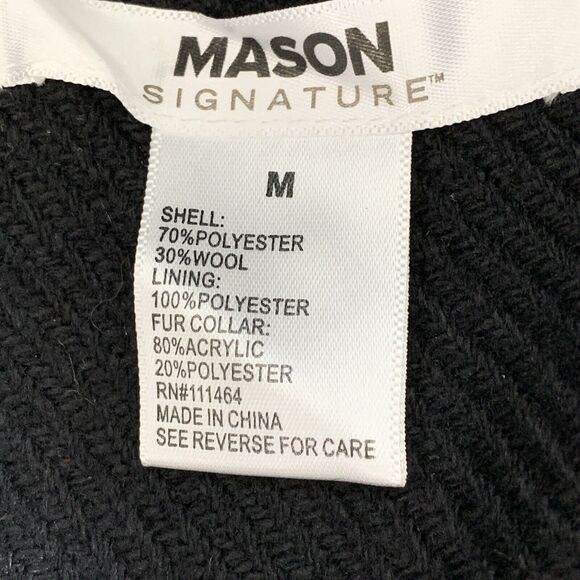 MASON
SIGNATURE™
M
SHELL:
70%POLYESTER
30%WOOL
LINING:
100%POLYESTER
FUR COLLAR:
80%ACRYLIC
20%POLYESTER
RN#111464
MADE IN CHINA
SEE REVERSE FOR CARE